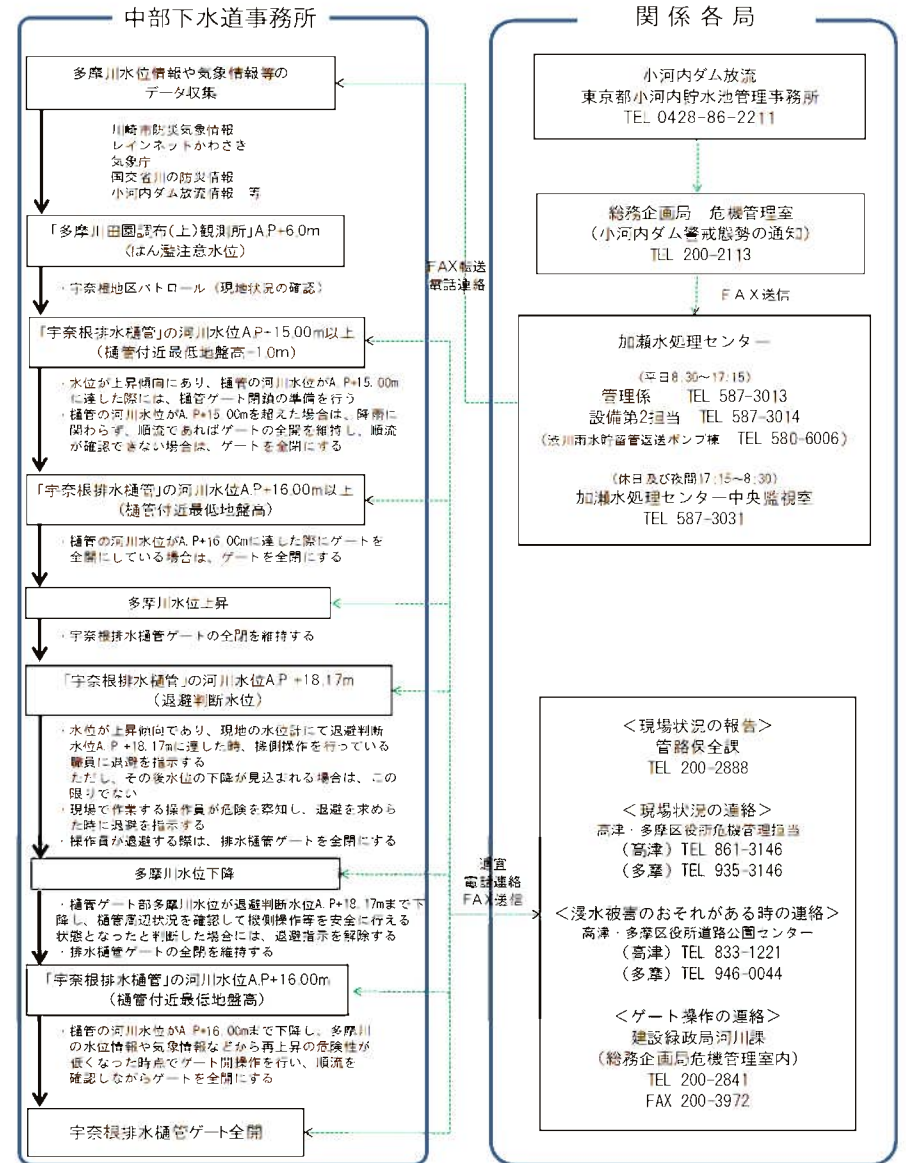 中部下水道事務所
多摩川水位情報や気象情報等の
データ収集
川崎市防災気象情報
レインネットかわさき
気象庁
国交省川の防災情報
小河内ダム放流情報　等
「多摩川田園調布(上)観測所」A.P+6.0m
(はん濫注意水位)
・宇奈根地区パトロール（現地状況の確認）
「宇奈根排水樋管」の河川水位A.P+15.00m以上
(樋管付近最低地盤高-1.0m)
・水位が上昇傾向にあり、樋管の河川水位がA.P+15.00m
に達した際には、樋管ゲート閉鎖の準備を行う
・樋管の河川水位がA.P+15.00mを超えた場合は、降雨に
関わらず、順流であればゲートの全開を維持し、順流
が確認できない場合は、ゲートを全閉にする
「宇奈根排水樋管」の河川水位A.P+16.00m以上
(樋管付近最低地盤高)
・樋管の河川水位がA.P+16.00mに達した際にゲートを
全開にしている場合は、ゲートを全閉にする
多摩川水位上昇
・宇奈根排水樋管ゲートの全閉を維持する
「宇奈根排水樋管」の河川水位A.P +18.17m
(退避判断水位)
・水位が上昇傾向であり、現地の水位計にて退避判断
水位A.P +18.17mに達した時、機側操作を行っている
職員に退避を指示する
ただし、その後水位の下降が見込まれる場合は、この
限りでない
・現場で作業する操作員が危険を察知し、退避を求めら
れた時に退避を指示する
・操作員が退避する際は、排水樋管ゲートを全閉にする
多摩川水位下降
・樋管ゲート部多摩川水位が退避判断水位A.P+18.17mまで下
降し、樋管周辺状況を確認して機側操作等を安全に行える
状態となったと判断した場合には、退避指示を解除する
・排水樋管ゲートの全閉を維持する
「宇奈根排水樋管」の河川水位A.P+16.00m
(樋管付近最低地盤高)
・樋管の河川水位がA.P+16.00mまで下降し、多摩川
の水位情報や気象情報などから再上昇の危険性が
低くなった時点でゲート開操作を行い、順流を
確認しながらゲートを全開にする
宇奈根排水樋管ゲート全開
FAX転送
電話連絡
適宜
電話連絡
FAX送信
関係各局
小河内ダム放流
東京都小河内貯水池管理事務所
TEL 0428-86-2211
総務企画局　危機管理室
(小河内ダム警戒態勢の通知)
TEL 200-2113
FAX送信
加瀬水処理センター
(平日8:30～17:15)
管理係　TEL 587-3013
設備第2担当　TEL 587-3014
(渋川雨水貯留管返送ポンプ棟　TEL 580-6006)
(休日及び夜間17:15～8:30)
加瀬水処理センター中央監視室
TEL 587-3031
＜現場状況の報告＞
管路保全課
TEL 200-2888
＜現場状況の連絡＞
高津・多摩区役所危機管理担当
(高津) TEL 861-3146
(多摩) TEL 935-3146
＜浸水被害のおそれがある時の連絡＞
高津・多摩区役所道路公園センター
(高津) TEL 833-1221
(多摩) TEL 946-0044
＜ゲート操作の連絡＞
建設緑政局河川課
(総務企画局危機管理室内)
TEL 200-2841
FAX 200-3972